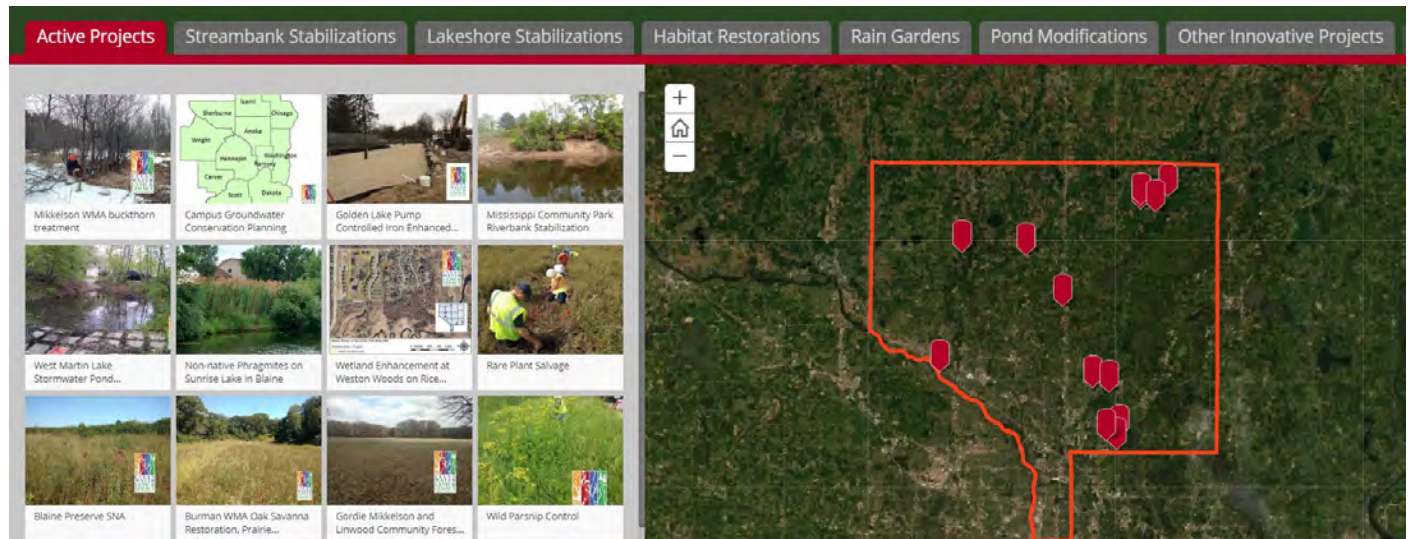 Active Projects
Streambank Stabilizations
Lakeshore Stabilizations
Habitat Restorations
Rain Gardens
Pond Modifications
Other Innovative Projects
Isanti
Sherburne
Chisago
Anoka
Wright
Hennepin
Washington
Ramsey
Carver
Scott
Dakota
Mikkelson WMA buckthorn
treatment
Campus Groundwater
Conservation Planning
Golden Lake Pump
Controlled Iron Enhanced...
Mississippi Community Park
Riverbank Stabilization
West Martin Lake
Stormwater Pond...
Non-native Phragmites on
Sunrise Lake in Blaine
Wetland Enhancement at
Weston Woods on Rice...
Rare Plant Salvage
Blaine Preserve SNA
Burman WMA Oak Savanna
Restoration, Prairie...
Gordie Mikkelson and
Linwood Community Fores...
Wild Parsnip Control
+
−